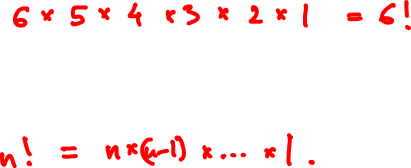 6 × 5 × 4 × 3 × 2 × 1 = 6!
n! = n×(n-1) × ... × 1.